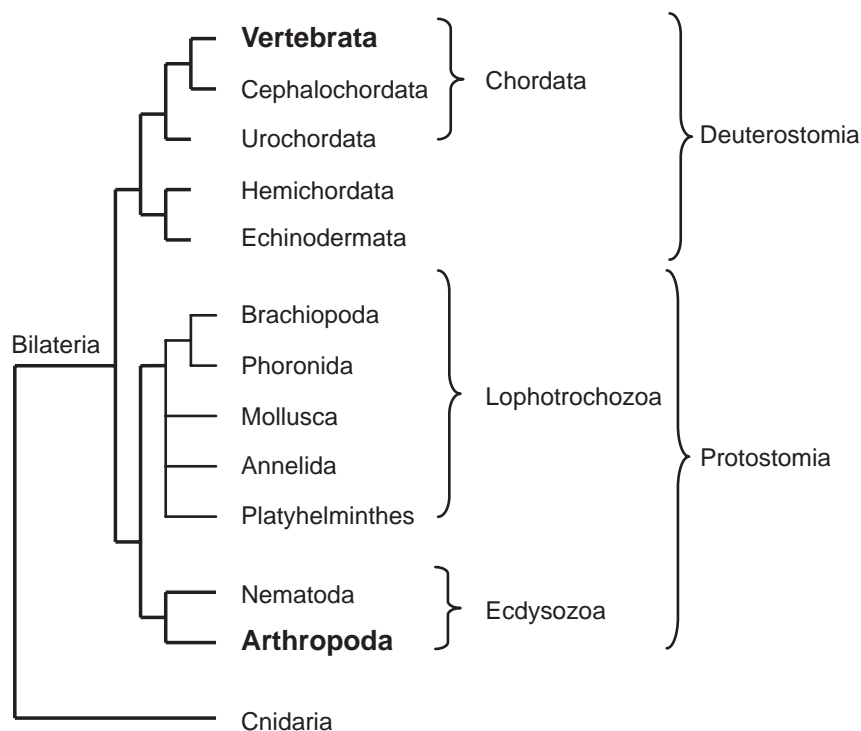 Vertebrata
Cephalochordata
Chordata
Urochordata
Deuterostomia
Hemichordata
Echinodermata
Brachiopoda
Bilateria
Phoronida
Lophotrochozoa
Mollusca
Annelida
Protostomia
Platyhelminthes
Nematoda
Ecdysozoa
Arthropoda
Cnidaria